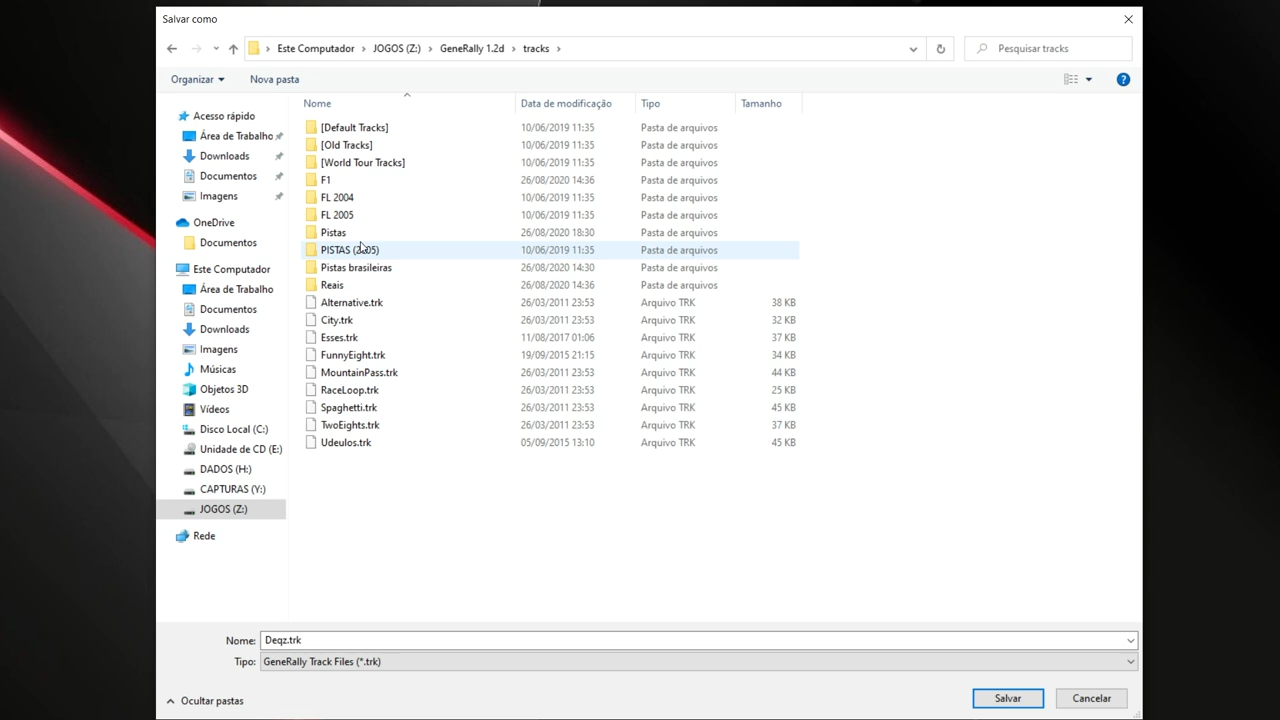 Salvar como
Este Computador > JOGOS (Z:) > GeneRally 1.2d > tracks >
Pesquisar tracks
Organizar
Nova pasta
Nome Data de modificação Tipo Tamanho
Acesso rápido
Área de Trabalho
Downloads
Documentos
Imagens
OneDrive
Documentos
Este Computador
Área de Trabalho
Documentos
Downloads
Imagens
Músicas
Objetos 3D
Vídeos
Disco Local (C:)
Unidade de CD (E:)
DADOS (H:)
CAPTURAS (Y:)
JOGOS (Z:)
Rede
[Default Tracks] 10/06/2019 11:35 Pasta de arquivos
[Old Tracks] 10/06/2019 11:35 Pasta de arquivos
[World Tour Tracks] 10/06/2019 11:35 Pasta de arquivos
F1 26/08/2020 14:36 Pasta de arquivos
FL 2004 10/06/2019 11:35 Pasta de arquivos
FL 2005 10/06/2019 11:35 Pasta de arquivos
Pistas 26/08/2020 18:30 Pasta de arquivos
PISTAS (2005) 10/06/2019 11:35 Pasta de arquivos
Pistas brasileiras 26/08/2020 14:30 Pasta de arquivos
Reais 26/08/2020 14:36 Pasta de arquivos
Alternative.trk 26/03/2011 23:53 Arquivo TRK 38 KB
City.trk 26/03/2011 23:53 Arquivo TRK 32 KB
Esses.trk 11/08/2017 01:06 Arquivo TRK 37 KB
FunnyEight.trk 19/09/2015 21:15 Arquivo TRK 34 KB
MountainPass.trk 26/03/2011 23:53 Arquivo TRK 44 KB
RaceLoop.trk 26/03/2011 23:53 Arquivo TRK 25 KB
Spaghetti.trk 26/03/2011 23:53 Arquivo TRK 45 KB
TwoEights.trk 26/03/2011 23:53 Arquivo TRK 37 KB
Udeulos.trk 05/09/2015 13:10 Arquivo TRK 45 KB
Nome: Deqz.trk
Tipo: GeneRally Track Files (*.trk)
Ocultar pastas
Salvar
Cancelar